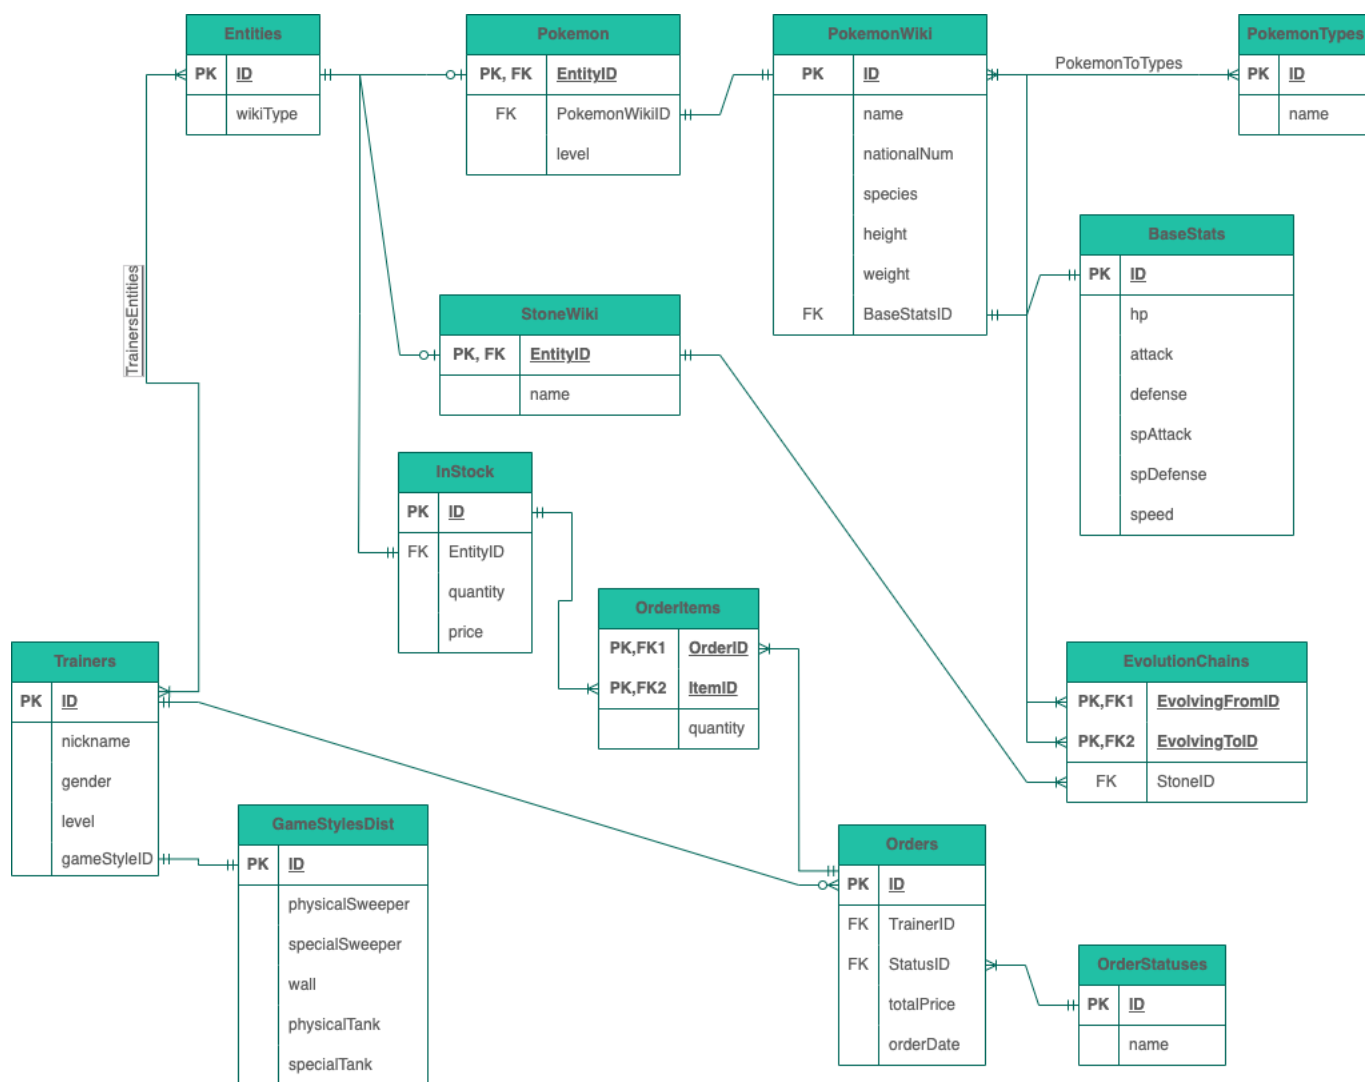 Entities
PK ID
wikiType
Pokemon
PK, FK EntityID
FK PokemonWikiID
level
PokemonWiki
PK ID
name
nationalNum
species
height
weight
FK BaseStatsID
PokemonToTypes
PokemonTypes
PK ID
name
BaseStats
PK ID
hp
attack
defense
spAttack
spDefense
speed
TrainersEntities
StoneWiki
PK, FK EntityID
name
InStock
PK ID
FK EntityID
quantity
price
OrderItems
PK,FK1 OrderID
PK,FK2 ItemID
quantity
EvolutionChains
PK,FK1 EvolvingFromID
PK,FK2 EvolvingToID
FK StoneID
Trainers
PK ID
nickname
gender
level
gameStyleID
GameStylesDist
PK ID
physicalSweeper
specialSweeper
wall
physicalTank
specialTank
Orders
PK ID
FK TrainerID
FK StatusID
totalPrice
orderDate
OrderStatuses
PK ID
name